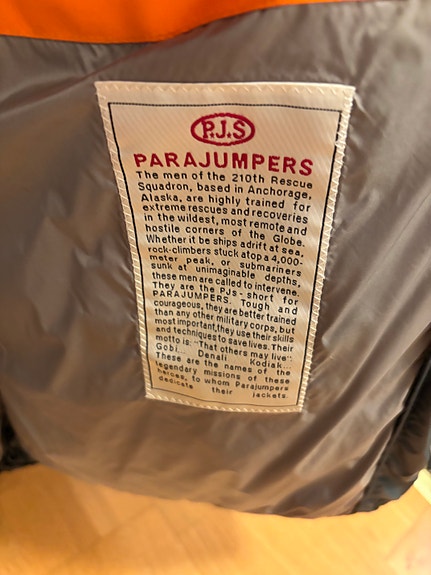 P.J.S
PARAJUMPERS
The men of the 210th Rescue
Squadron, based in Anchorage,
Alaska, are highly trained for
extreme rescues and recoveries
in the wildest, most remote and
hostile corners of the Globe.
Whether it be ships adrift at sea,
rock-climbers stuck atop a 4,000-
meter peak, or submariners
sunk at unimaginable depths,
these men are called to intervene.
They are the PJs - short for
PARAJUMPERS. Tough and
courageous, they are better trained
than any other military corps, but
most important,they use their skills
and techniques to save lives. Their
motto is: "That others may live":
Gobi... Denali Kodiak...
These are the names of the
legendary missions of these
heroes, to whom Parajumpers
dedicate their jackets.